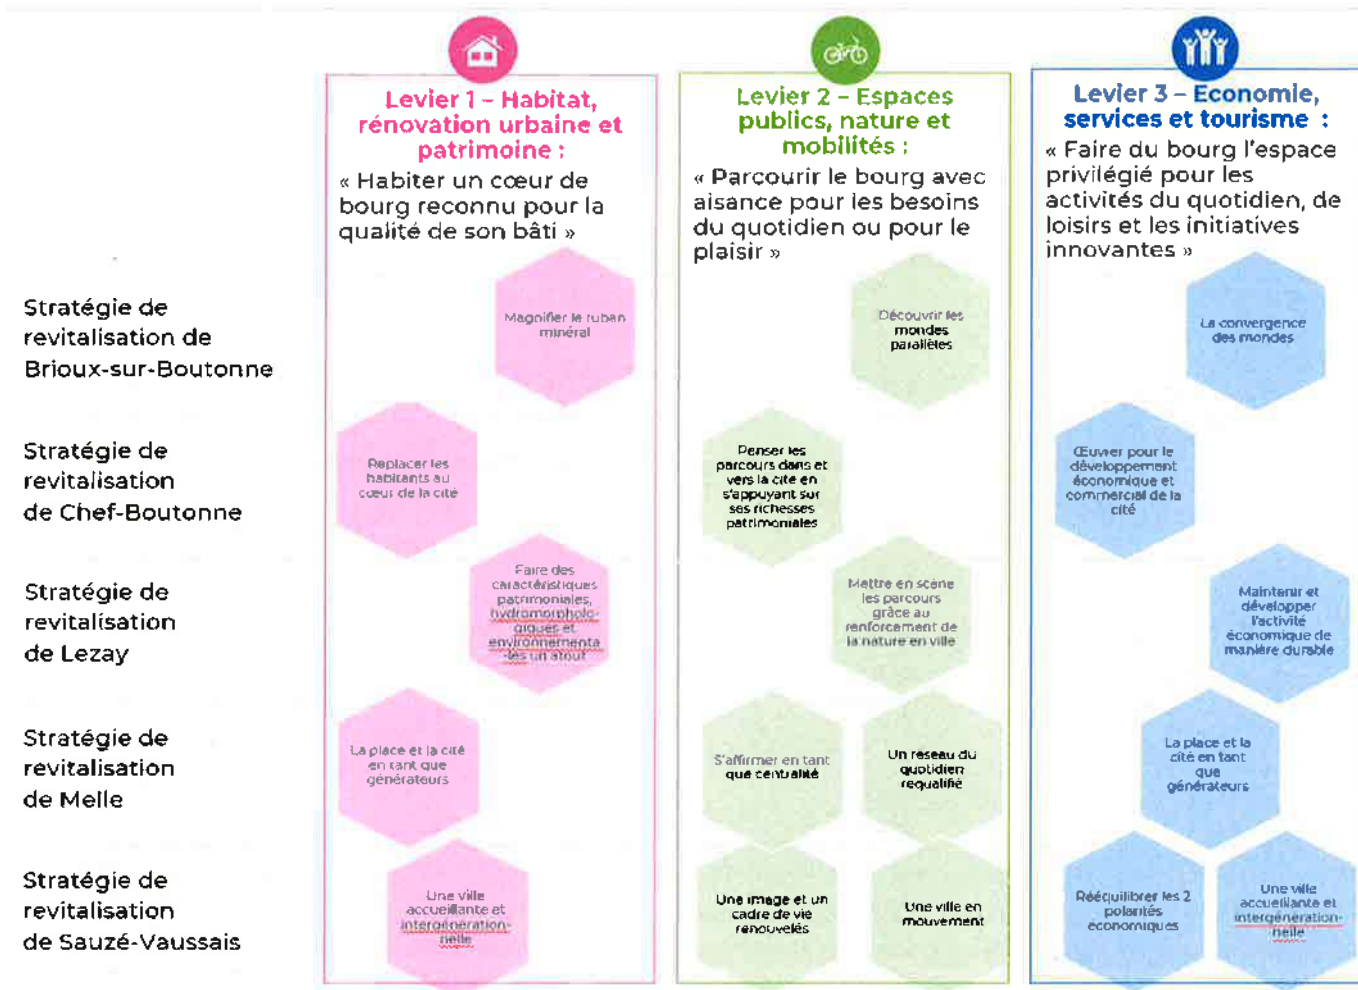 Levier 1 – Habitat,
rénovation urbaine et
patrimoine :
« Habiter un cœur de
bourg reconnu pour la
qualité de son bâti »
Levier 2 – Espaces
publics, nature et
mobilités :
« Parcourir le bourg avec
aisance pour les besoins
du quotidien ou pour le
plaisir »
Levier 3 – Economie,
services et tourisme :
« Faire du bourg l'espace
privilégié pour les
activités du quotidien, de
loisirs et les initiatives
innovantes »
Stratégie de
revitalisation de
Brioux-sur-Boutonne
Magnifier le ruban
minéral
Découvrir les
mondes
parallèles
La convergence
des mondes
Stratégie de
revitalisation
de Chef-Boutonne
Replacer les
habitants au
cœur de la cité
Penser les
parcours dans et
vers la cité en
s'appuyant sur
ses richesses
patrimoniales
Œuvrer pour le
développement
économique et
commercial de la
cité
Stratégie de
revitalisation
de Lezay
Faire des
caractéristiques
patrimoniales,
hydromorpholo-
giques et
environnementa
-les un atout
Mettre en scène
les parcours
grâce au
renforcement de
la nature en ville
Maintenir et
développer
l'activité
économique de
manière durable
Stratégie de
revitalisation
de Melle
La place et la cité
en tant que
générateurs
S'affirmer en tant
que centralité
Un réseau du
quotidien
requalifié
La place et la
cité en tant
que
générateurs
Stratégie de
revitalisation
de Sauzé-Vaussais
Une ville
accueillante et
intergénération-
nelle
Une image et un
cadre de vie
renouvelés
Une ville en
mouvement
Rééquilibrer les 2
polarités
économiques
Une ville
accueillante et
intergénération-
nelle